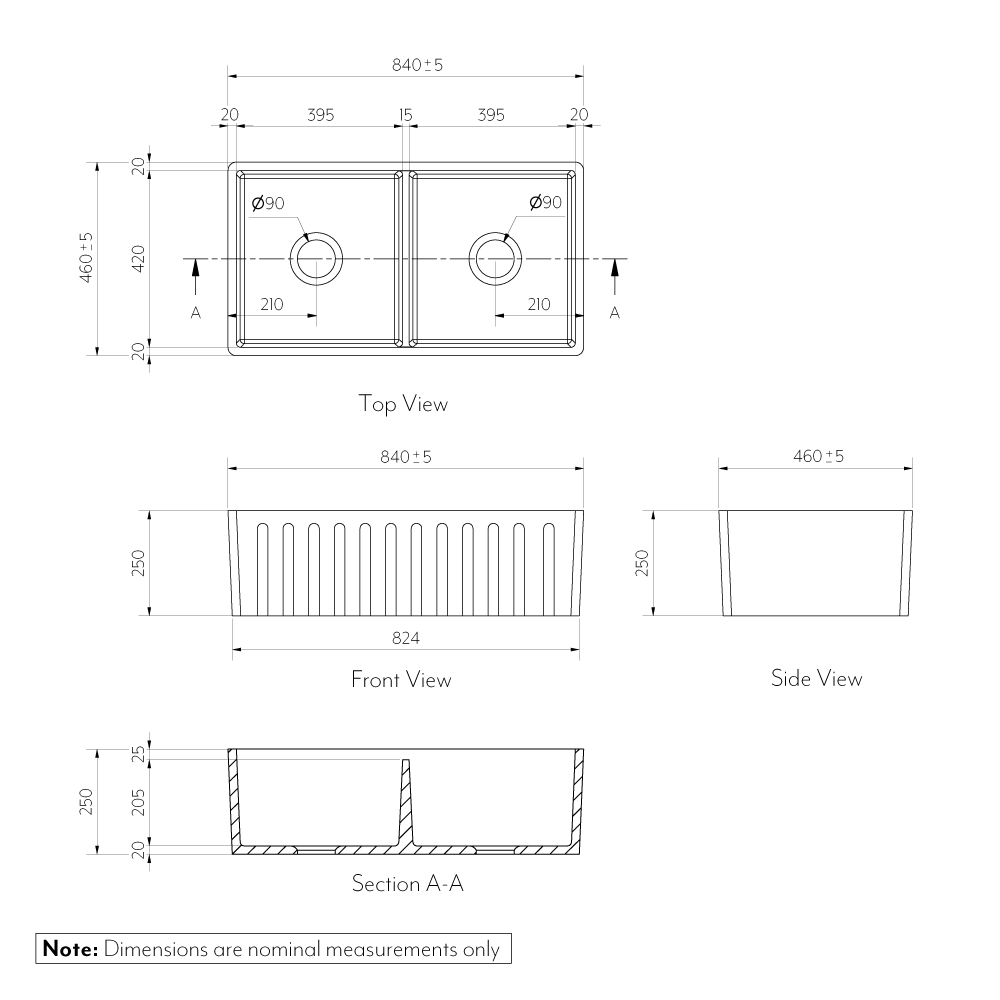 840±5
20 395 15 395 20
20
Ø90 Ø90
460±5
420
210 210
A A
20
Top View
840±5 460±5
250 250
824
Front View Side View
25
250
205
20
Section A-A
Note: Dimensions are nominal measurements only